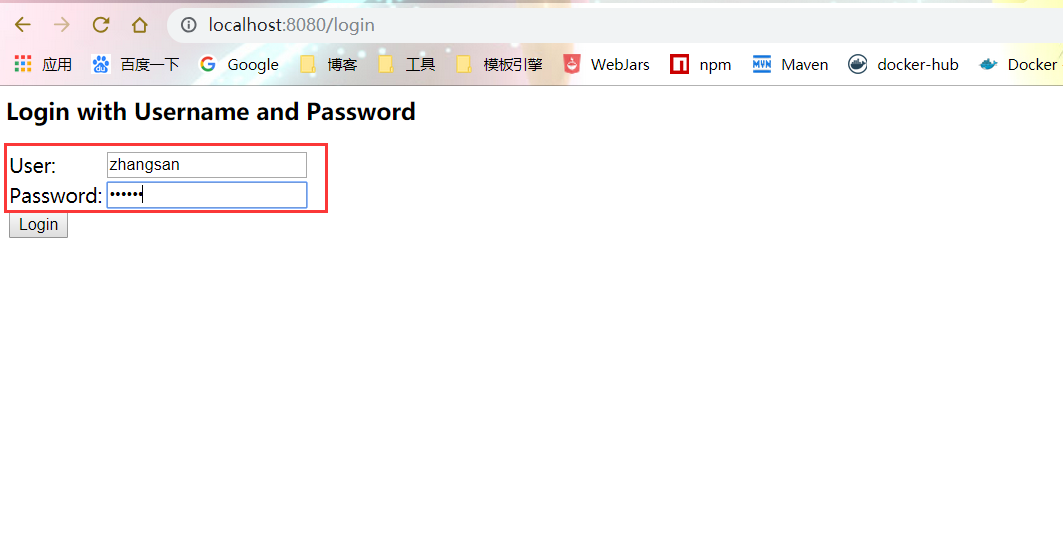 localhost:8080/login
应用 百度一下 Google 博客 工具 模板引擎 WebJars npm Maven docker-hub Docker
Login with Username and Password
User: zhangsan
Password: ••••••
Login